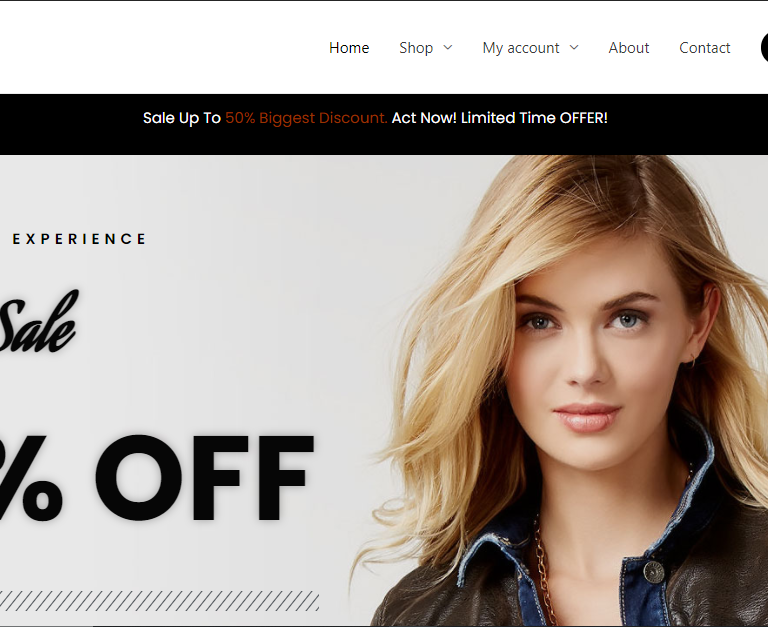 Home Shop My account About Contact
Sale Up To 50% Biggest Discount. Act Now! Limited Time OFFER!
EXPERIENCE
Sale
% OFF